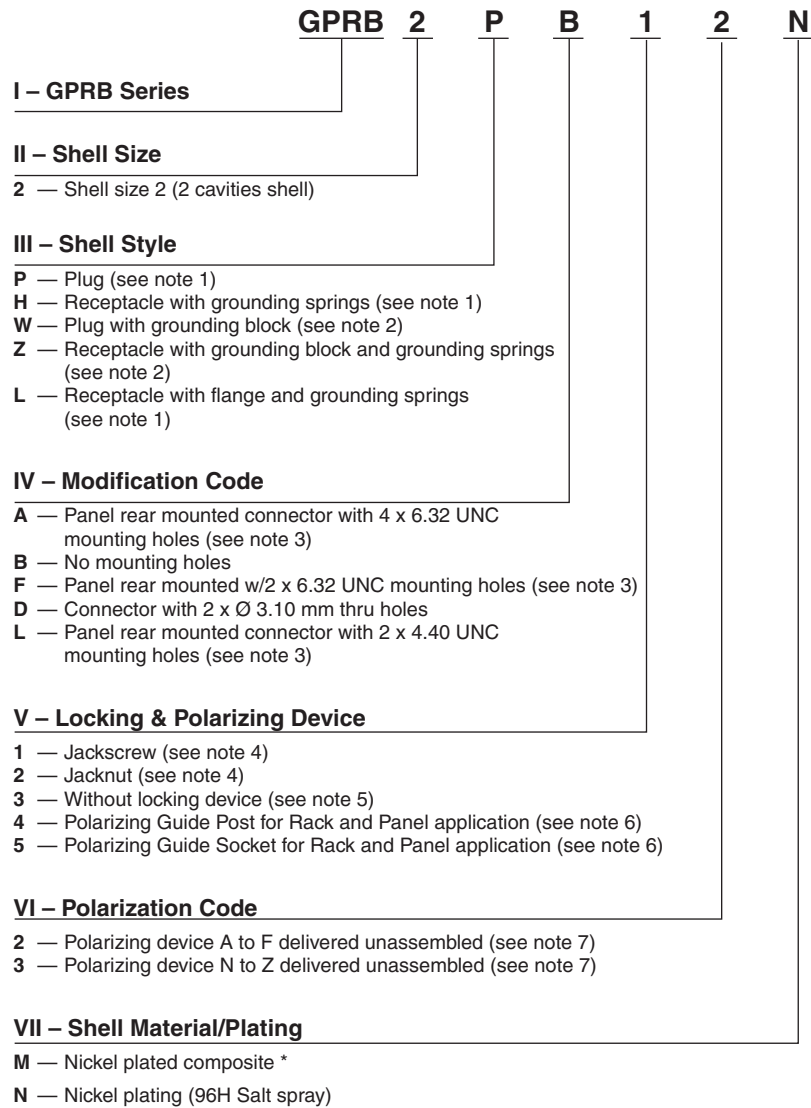 GPRB 2 P B 1 2 N
I – GPRB Series
II – Shell Size
2 — Shell size 2 (2 cavities shell)
III – Shell Style
P — Plug (see note 1)
H — Receptacle with grounding springs (see note 1)
W — Plug with grounding block (see note 2)
Z — Receptacle with grounding block and grounding springs
(see note 2)
L — Receptacle with flange and grounding springs
(see note 1)
IV – Modification Code
A — Panel rear mounted connector with 4 x 6.32 UNC
mounting holes (see note 3)
B — No mounting holes
F — Panel rear mounted w/2 x 6.32 UNC mounting holes (see note 3)
D — Connector with 2 x Ø 3.10 mm thru holes
L — Panel rear mounted connector with 2 x 4.40 UNC
mounting holes (see note 3)
V – Locking & Polarizing Device
1 — Jackscrew (see note 4)
2 — Jacknut (see note 4)
3 — Without locking device (see note 5)
4 — Polarizing Guide Post for Rack and Panel application (see note 6)
5 — Polarizing Guide Socket for Rack and Panel application (see note 6)
VI – Polarization Code
2 — Polarizing device A to F delivered unassembled (see note 7)
3 — Polarizing device N to Z delivered unassembled (see note 7)
VII – Shell Material/Plating
M — Nickel plated composite *
N — Nickel plating (96H Salt spray)